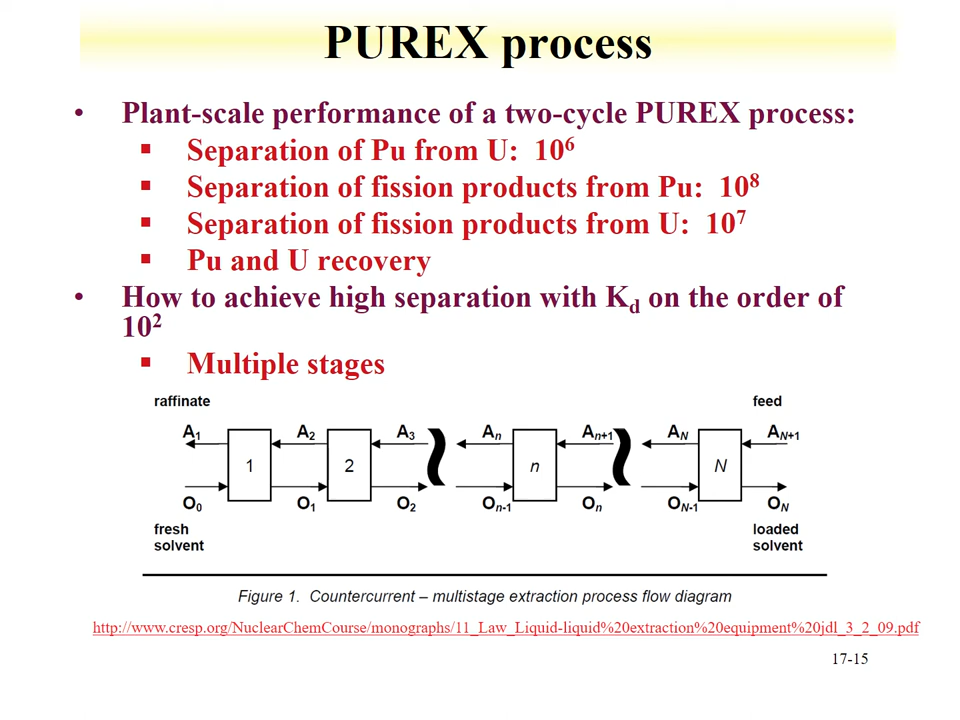 PUREX process
• Plant-scale performance of a two-cycle PUREX process:
▪ Separation of Pu from U: 10⁶
▪ Separation of fission products from Pu: 10⁸
▪ Separation of fission products from U: 10⁷
▪ Pu and U recovery
• How to achieve high separation with K_d on the order of
10²
▪ Multiple stages
raffinate feed
A₁ A₂ A₃ Aₙ Aₙ₊₁ A_N A_N+1
1 2 n N
O₀ O₁ O₂ Oₙ₋₁ Oₙ O_N-1 O_N
fresh loaded
solvent solvent
Figure 1. Countercurrent – multistage extraction process flow diagram
http://www.cresp.org/NuclearChemCourse/monographs/11_Law_Liquid-liquid%20extraction%20equipment%20jdl_3_2_09.pdf
17-15